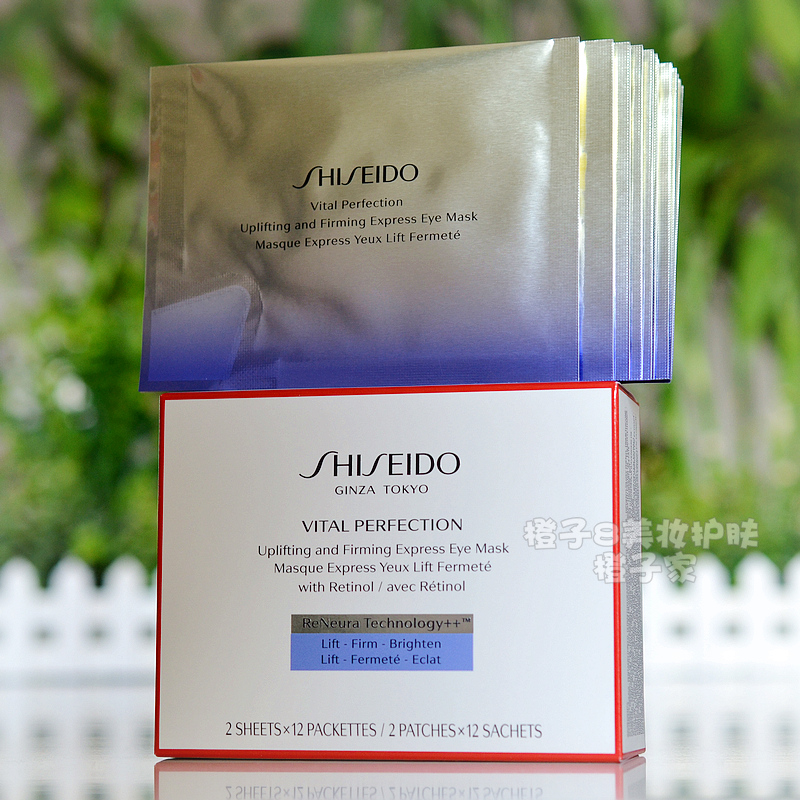 SHISEIDO
Vital Perfection
Uplifting and Firming Express Eye Mask
Masque Express Yeux Lift Fermeté
SHISEIDO
GINZA TOKYO
VITAL PERFECTION
Uplifting and Firming Express Eye Mask
Masque Express Yeux Lift Fermeté
with Retinol / avec Rétinol
ReNeura Technology++™
Lift - Firm - Brighten
Lift - Fermeté - Eclat
2 SHEETS×12 PACKETTES / 2 PATCHES×12 SACHETS
橙子8美妆护肤
橙子家